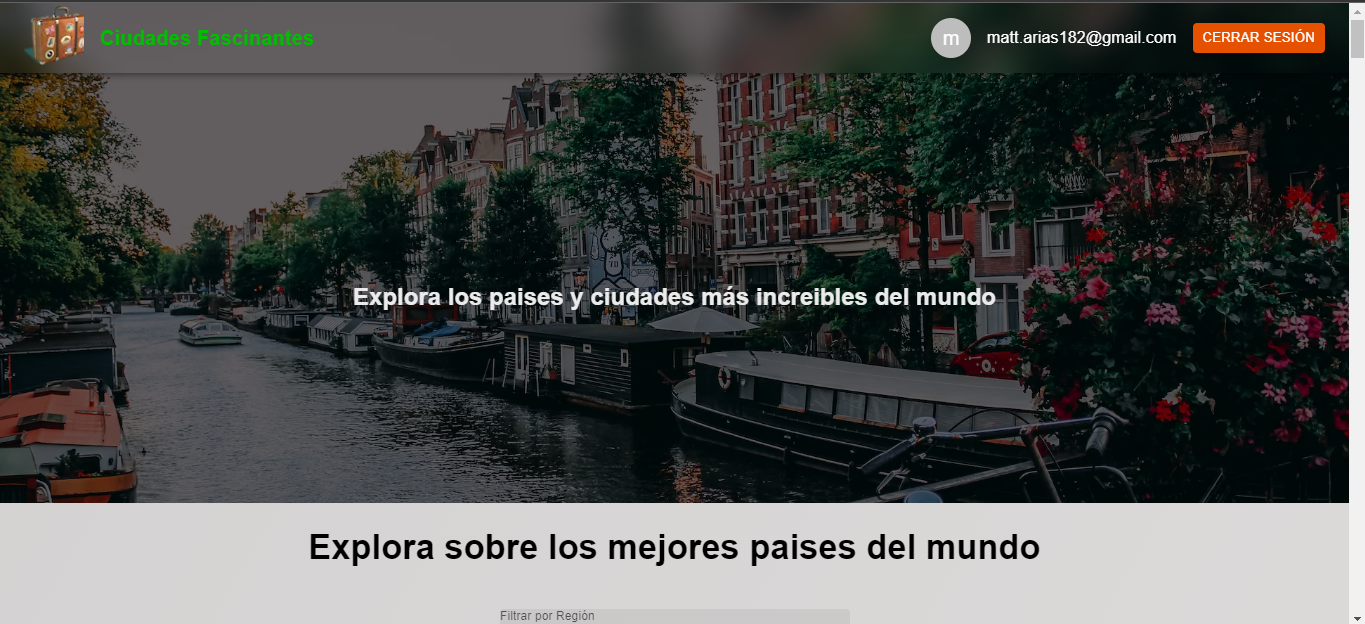 Ciudades Fascinantes
m
matt.arias182@gmail.com
CERRAR SESIÓN
Explora los paises y ciudades más increibles del mundo
Explora sobre los mejores paises del mundo
Filtrar por Región